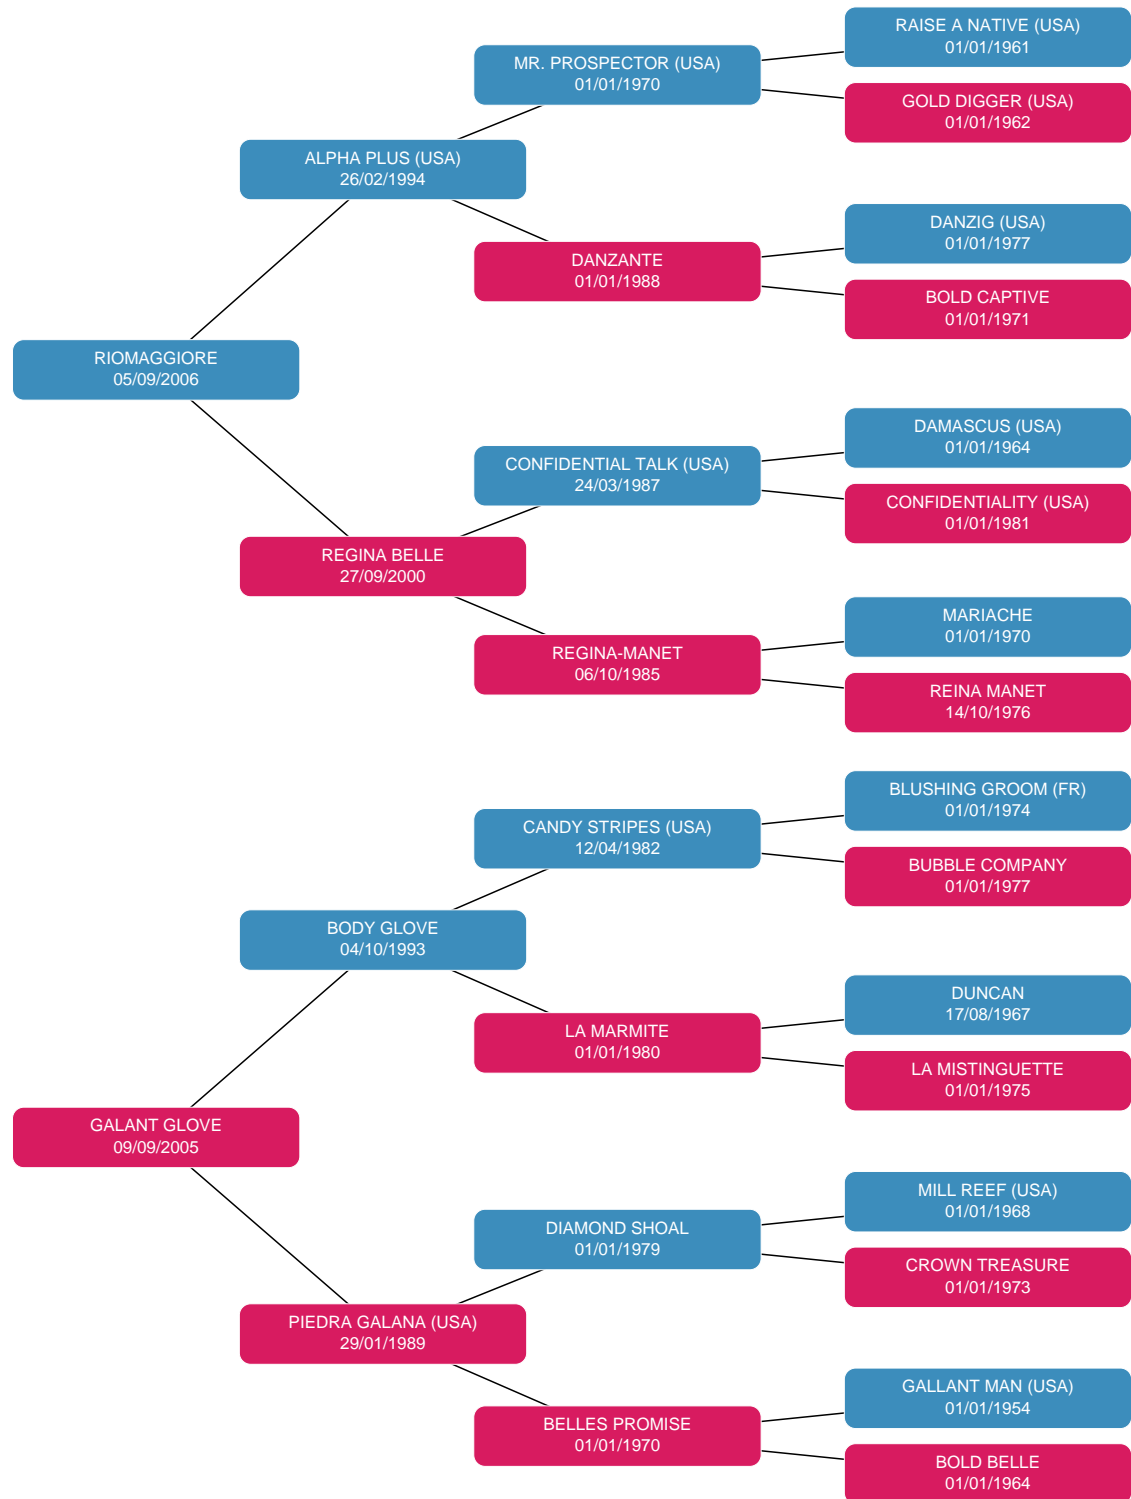 RAISE A NATIVE (USA)
01/01/1961
MR. PROSPECTOR (USA)
01/01/1970
GOLD DIGGER (USA)
01/01/1962
ALPHA PLUS (USA)
26/02/1994
DANZIG (USA)
01/01/1977
DANZANTE
01/01/1988
BOLD CAPTIVE
01/01/1971
RIOMAGGIORE
05/09/2006
DAMASCUS (USA)
01/01/1964
CONFIDENTIAL TALK (USA)
24/03/1987
CONFIDENTIALITY (USA)
01/01/1981
REGINA BELLE
27/09/2000
MARIACHE
01/01/1970
REGINA-MANET
06/10/1985
REINA MANET
14/10/1976
BLUSHING GROOM (FR)
01/01/1974
CANDY STRIPES (USA)
12/04/1982
BUBBLE COMPANY
01/01/1977
BODY GLOVE
04/10/1993
DUNCAN
17/08/1967
LA MARMITE
01/01/1980
LA MISTINGUETTE
01/01/1975
GALANT GLOVE
09/09/2005
MILL REEF (USA)
01/01/1968
DIAMOND SHOAL
01/01/1979
CROWN TREASURE
01/01/1973
PIEDRA GALANA (USA)
29/01/1989
GALLANT MAN (USA)
01/01/1954
BELLES PROMISE
01/01/1970
BOLD BELLE
01/01/1964